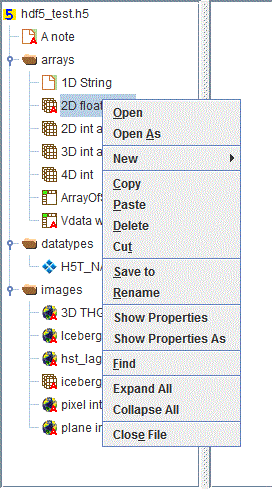 hdf5_test.h5
A note
arrays
1D String
2D float
2D int a
3D int a
4D int
ArrayOfS
Vdata w
datatypes
H5T_NA
images
3D THG
Iceberg
hst_lag
iceberg
pixel int
plane in
Open
Open As
New
Copy
Paste
Delete
Cut
Save to
Rename
Show Properties
Show Properties As
Find
Expand All
Collapse All
Close File